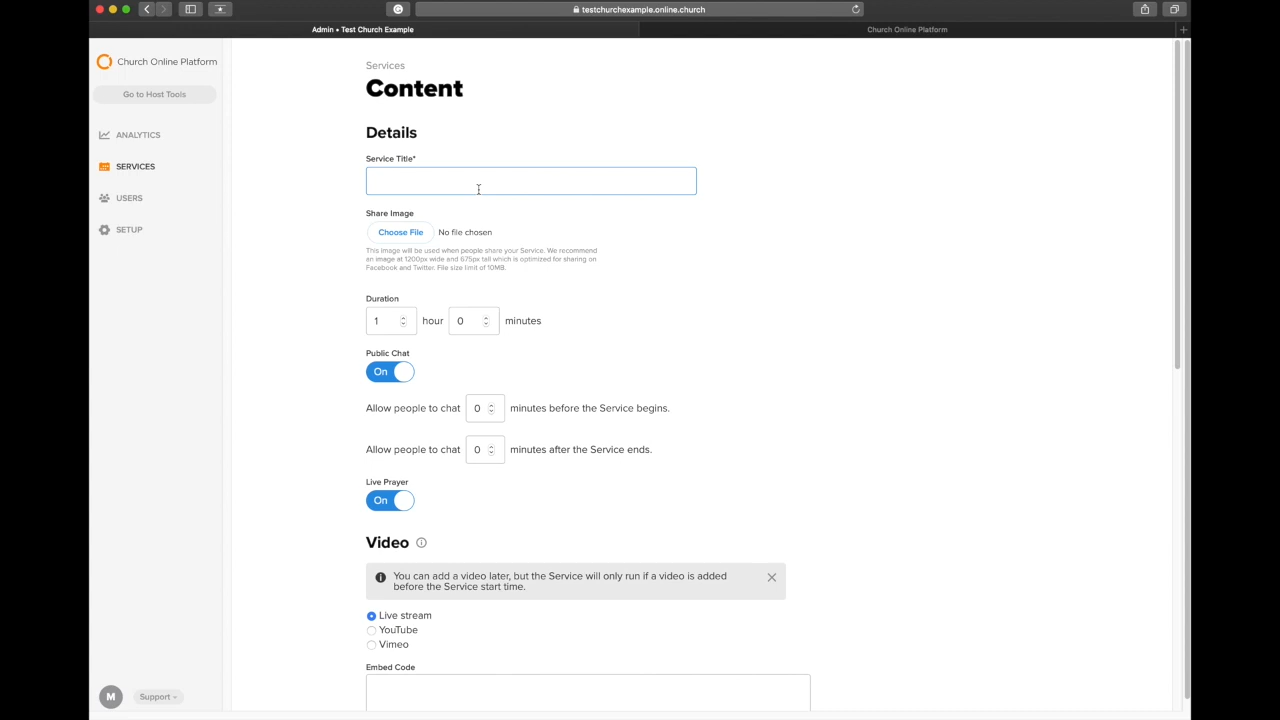 testchurchexample.online.church
Admin • Test Church Example
Church Online Platform
Church Online Platform
Go to Host Tools
ANALYTICS
SERVICES
USERS
SETUP
Services
Content
Details
Service Title*
Share Image
Choose File No file chosen
This image will be used when people share your Service. We recommend
an image at 1200px wide and 675px tall which is optimized for sharing on
Facebook and Twitter. File size limit of 10MB.
Duration
1 hour 0 minutes
Public Chat
On
Allow people to chat 0 minutes before the Service begins.
Allow people to chat 0 minutes after the Service ends.
Live Prayer
On
Video
You can add a video later, but the Service will only run if a video is added
before the Service start time.
Live stream
YouTube
Vimeo
Embed Code
M Support